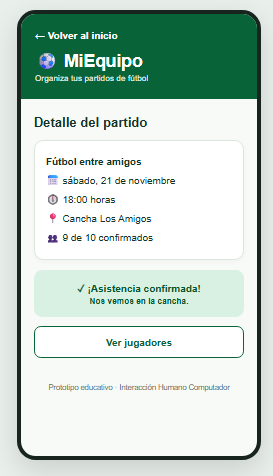 ← Volver al inicio
⚽ MiEquipo
Organiza tus partidos de fútbol
Detalle del partido
Fútbol entre amigos
📅 sábado, 21 de noviembre
🕕 18:00 horas
📍 Cancha Los Amigos
👥 9 de 10 confirmados
✓ ¡Asistencia confirmada!
Nos vemos en la cancha.
Ver jugadores
Prototipo educativo · Interacción Humano Computador